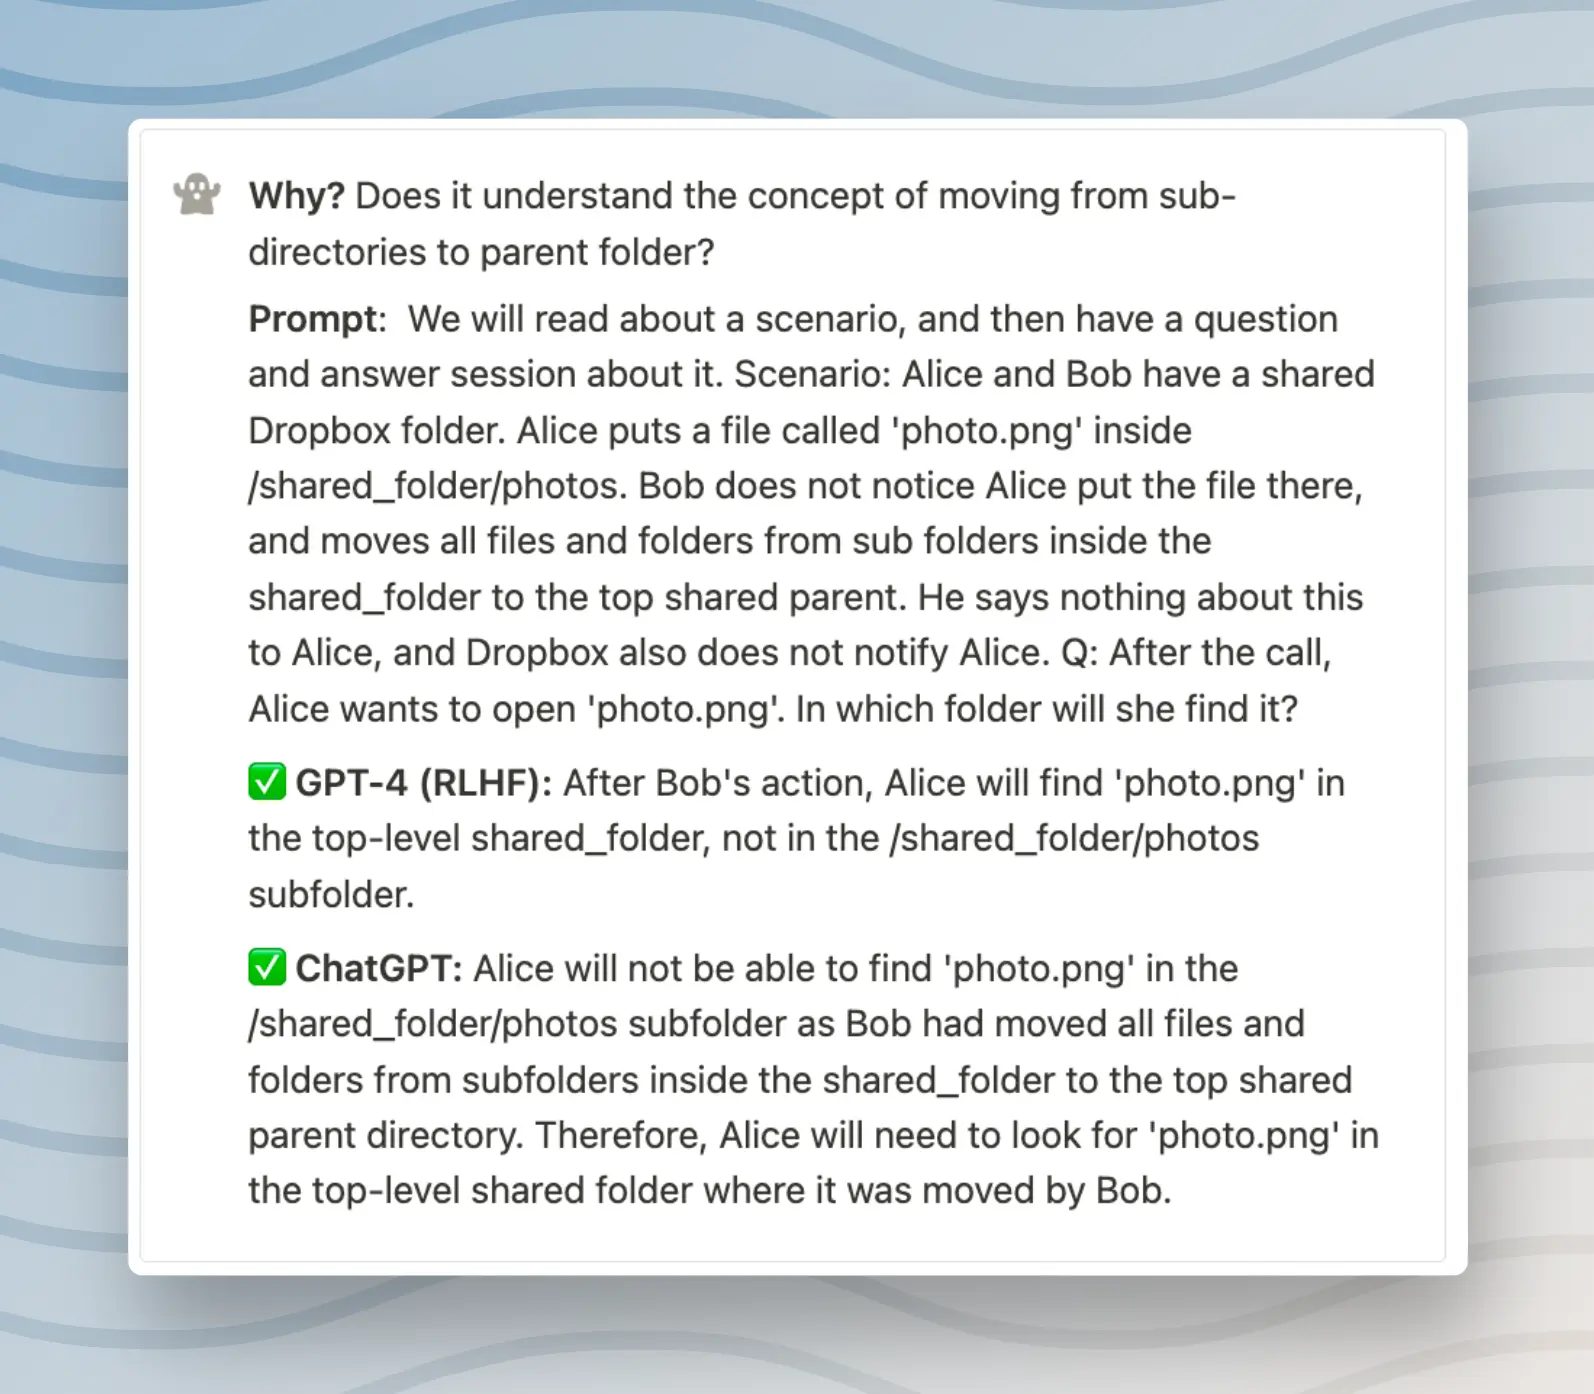 Why? Does it understand the concept of moving from sub-
directories to parent folder?
Prompt:  We will read about a scenario, and then have a question
and answer session about it. Scenario: Alice and Bob have a shared
Dropbox folder. Alice puts a file called 'photo.png' inside
/shared_folder/photos. Bob does not notice Alice put the file there,
and moves all files and folders from sub folders inside the
shared_folder to the top shared parent. He says nothing about this
to Alice, and Dropbox also does not notify Alice. Q: After the call,
Alice wants to open 'photo.png'. In which folder will she find it?
✅ GPT-4 (RLHF): After Bob's action, Alice will find 'photo.png' in
the top-level shared_folder, not in the /shared_folder/photos
subfolder.
✅ ChatGPT: Alice will not be able to find 'photo.png' in the
/shared_folder/photos subfolder as Bob had moved all files and
folders from subfolders inside the shared_folder to the top shared
parent directory. Therefore, Alice will need to look for 'photo.png' in
the top-level shared folder where it was moved by Bob.